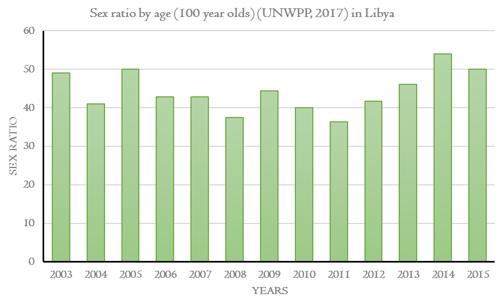 Sex ratio by age (100 year olds) (UNWPP, 2017) in Libya
60
50
40
30
20
10
0
SEX RATIO
2003 2004 2005 2006 2007 2008 2009 2010 2011 2012 2013 2014 2015
YEARS